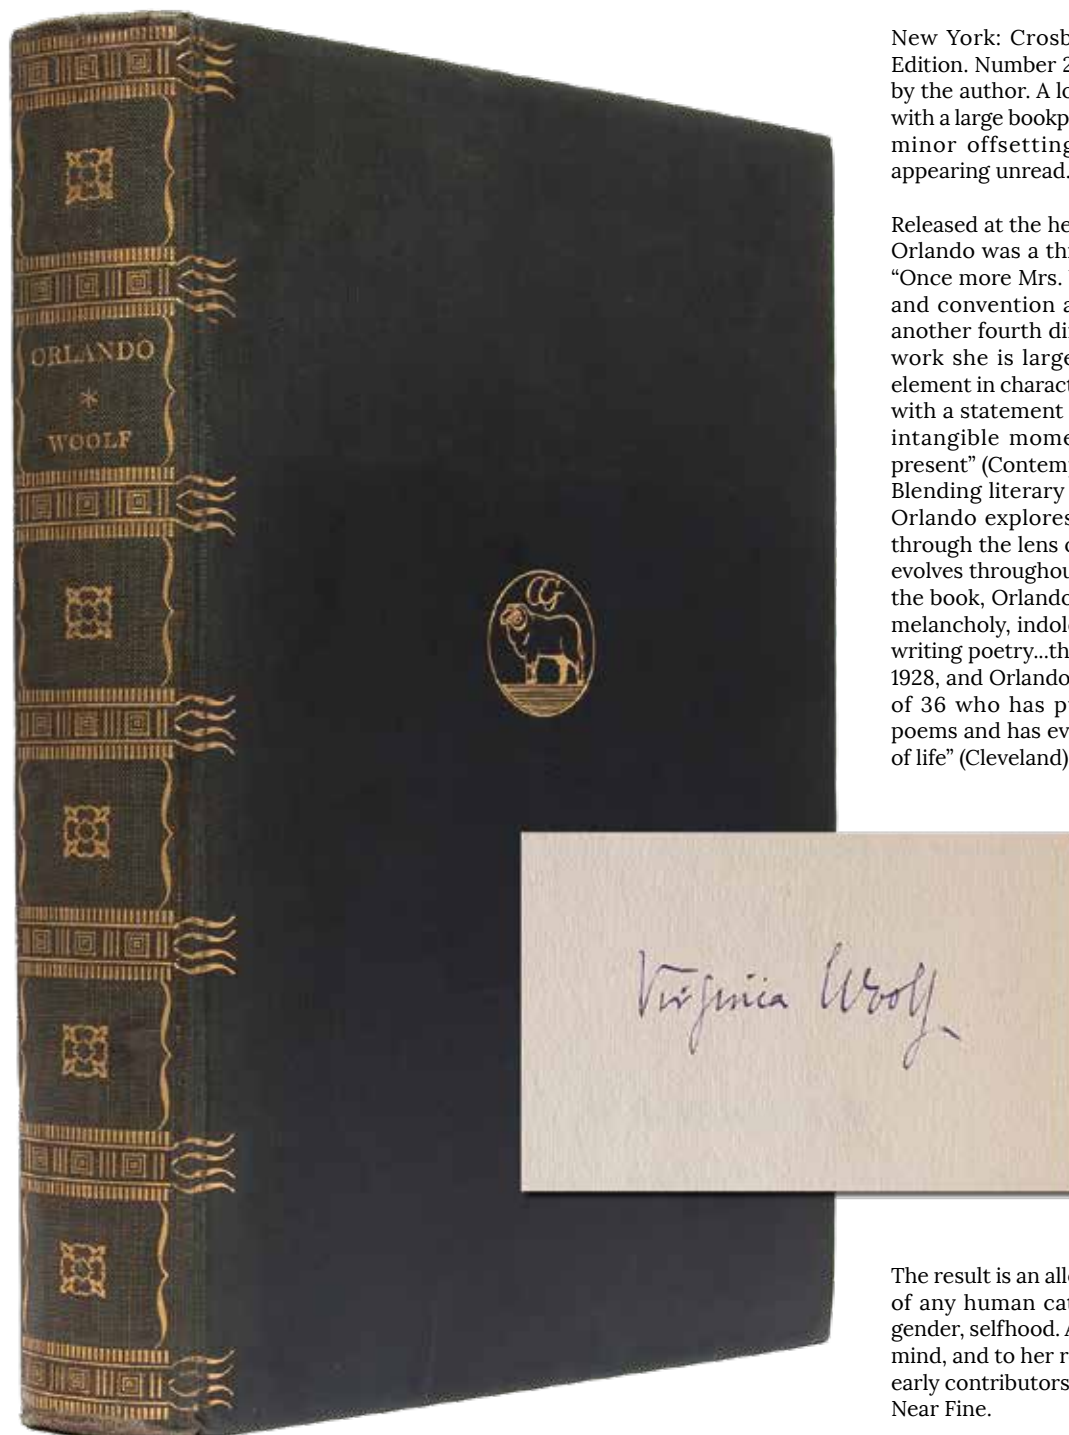 ORLANDO
*
WOOLF
CG
New York: Crosb
Edition. Number 2
by the author. A lo
with a large bookp
minor offsetting
appearing unread.
Released at the he
Orlando was a th
“Once more Mrs.
and convention a
another fourth di
work she is large
element in charact
with a statement
intangible mome
present” (Contemp
Blending literary
Orlando explores
through the lens
evolves throughou
the book, Orlando
melancholy, indol
writing poetry...th
1928, and Orlando
of 36 who has p
poems and has ev
of life” (Cleveland)
Virginia Woolf
The result is an all
of any human cat
gender, selfhood. A
mind, and to her r
early contributors
Near Fine.